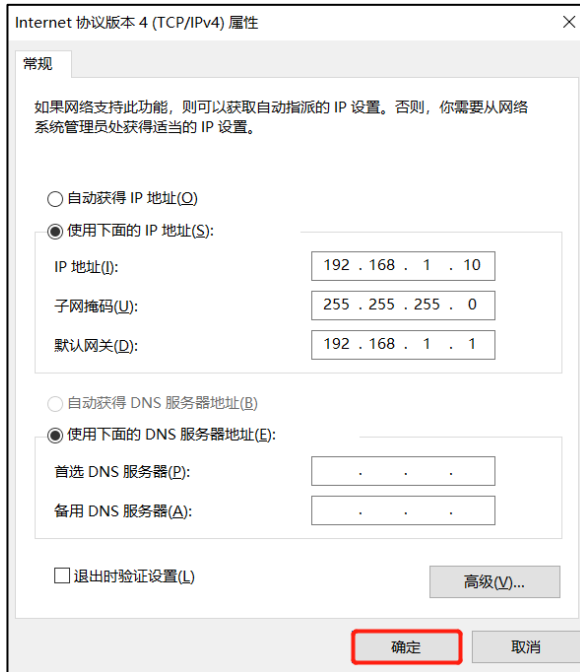 Internet 协议版本 4 (TCP/IPv4) 属性
常规
如果网络支持此功能，则可以获取自动指派的 IP 设置。否则，你需要从网络
系统管理员处获得适当的 IP 设置。
自动获得 IP 地址(O)
使用下面的 IP 地址(S):
IP 地址(I): 192 . 168 . 1 . 10
子网掩码(U): 255 . 255 . 255 . 0
默认网关(D): 192 . 168 . 1 . 1
自动获得 DNS 服务器地址(B)
使用下面的 DNS 服务器地址(E):
首选 DNS 服务器(P): . . .
备用 DNS 服务器(A): . . .
退出时验证设置(L)
高级(V)...
确定 取消